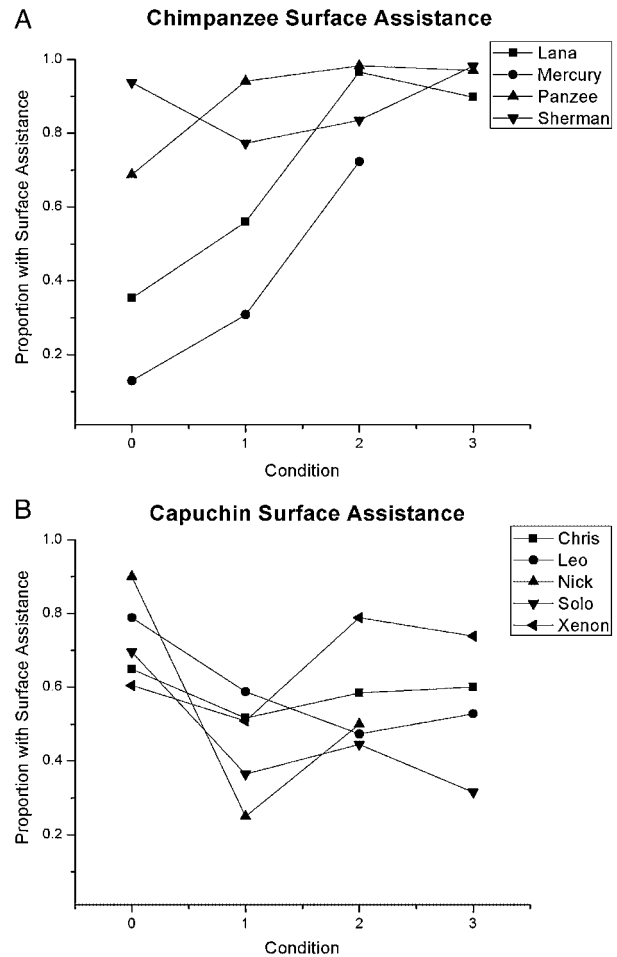 A
Chimpanzee Surface Assistance
Lana
Mercury
Panzee
Sherman
Proportion with Surface Assistance
1.0
0.8
0.6
0.4
0.2
0
1
2
3
Condition
B
Capuchin Surface Assistance
Chris
Leo
Nick
Solo
Xenon
Proportion with Surface Assistance
1.0
0.8
0.6
0.4
0.2
0
1
2
3
Condition